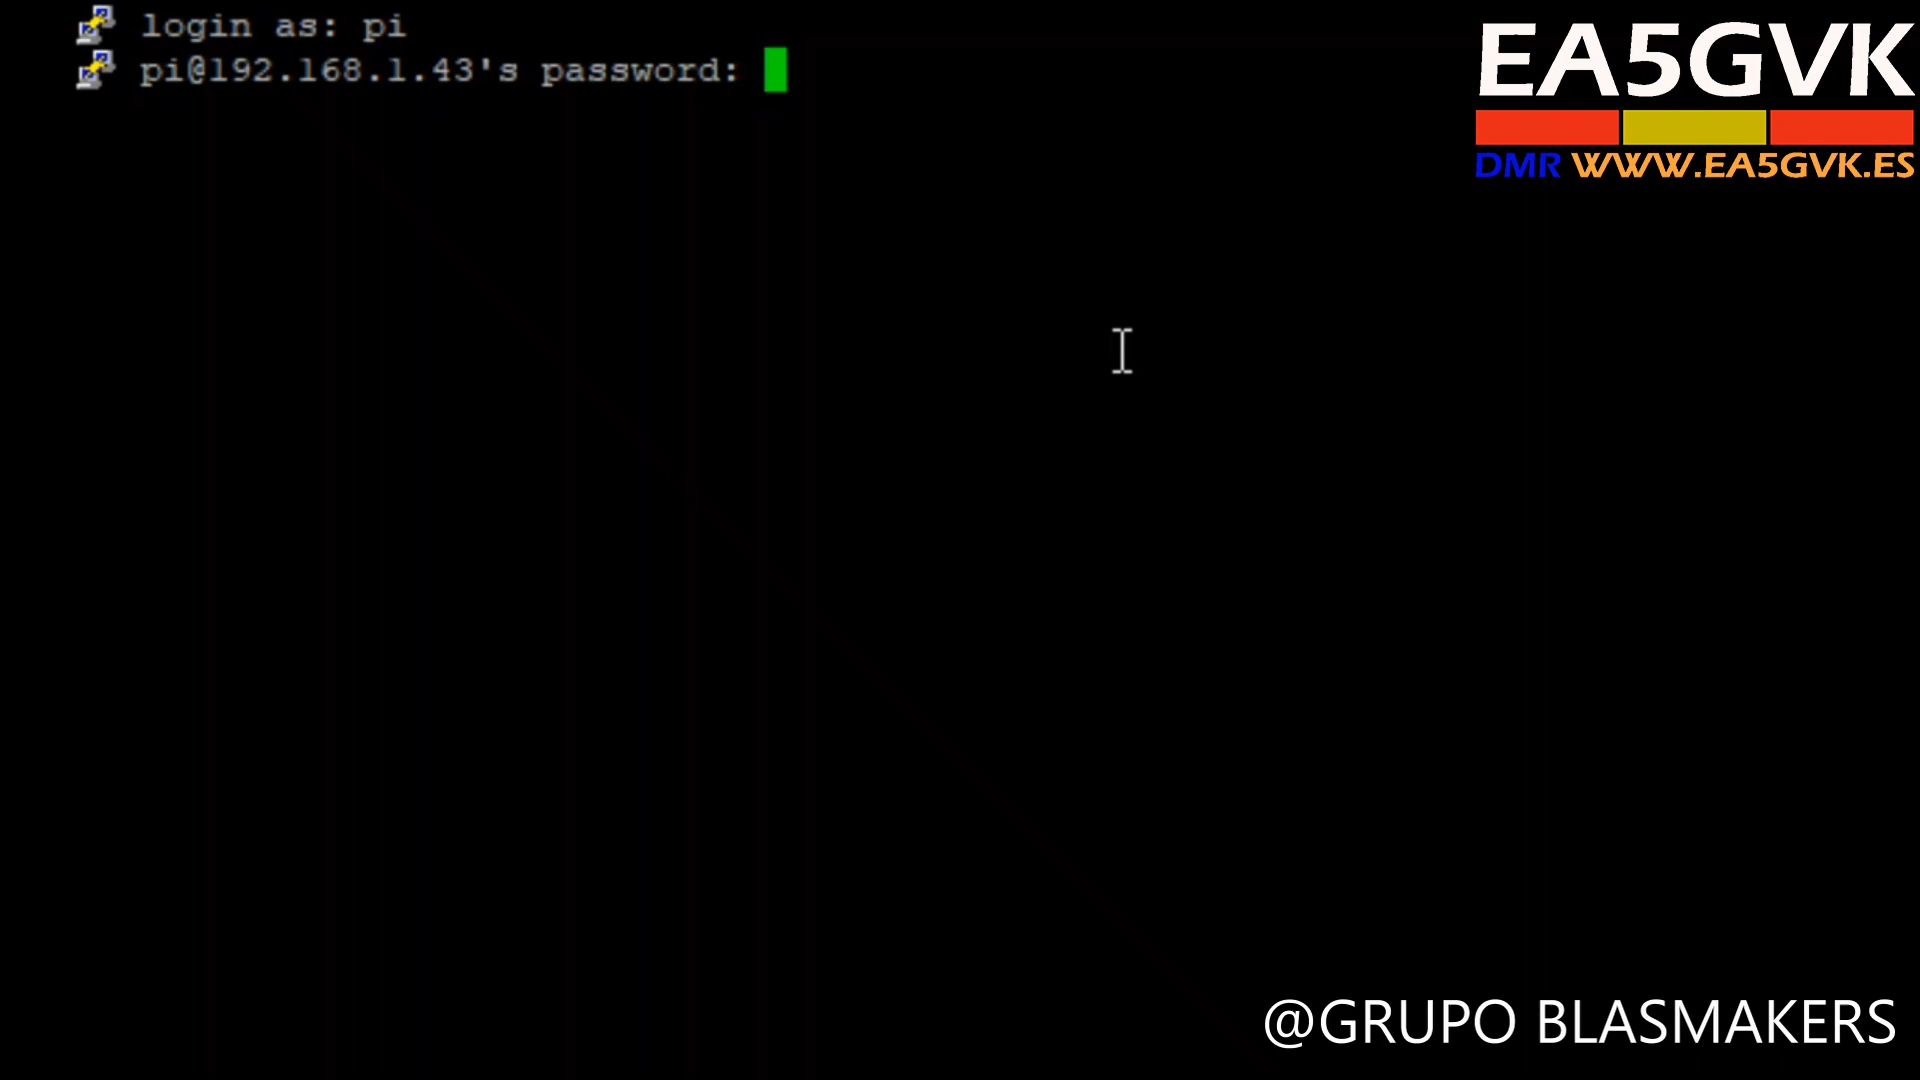 login as: pi
pi@192.168.1.43's password:
EA5GVK
DMR WWW.EA5GVK.ES
@GRUPO BLASMAKERS